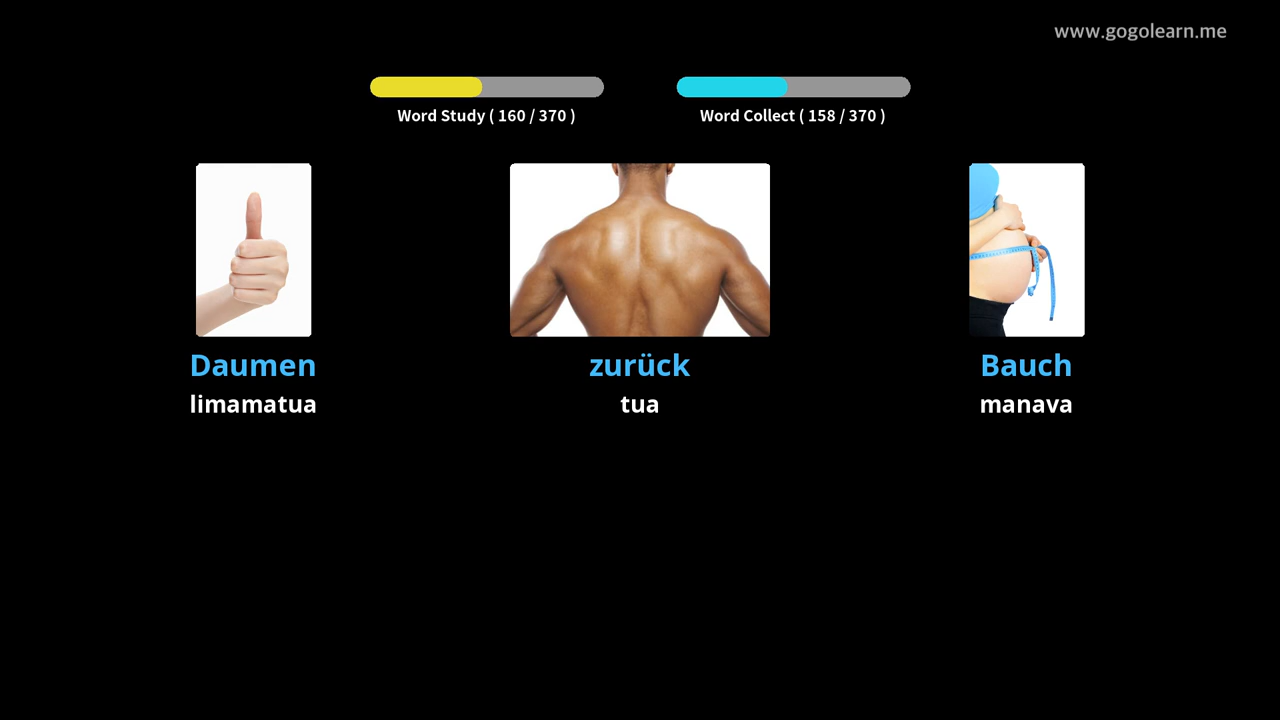 www.gogolearn.me
Word Study ( 160 / 370 )
Word Collect ( 158 / 370 )
Daumen
limamatua
zurück
tua
Bauch
manava